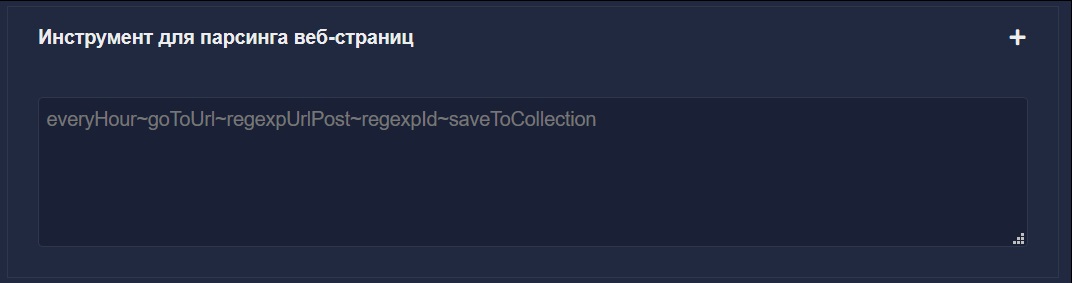 Инструмент для парсинга веб-страниц
everyHour~goToUrl~regexpUrlPost~regexpId~saveToCollection